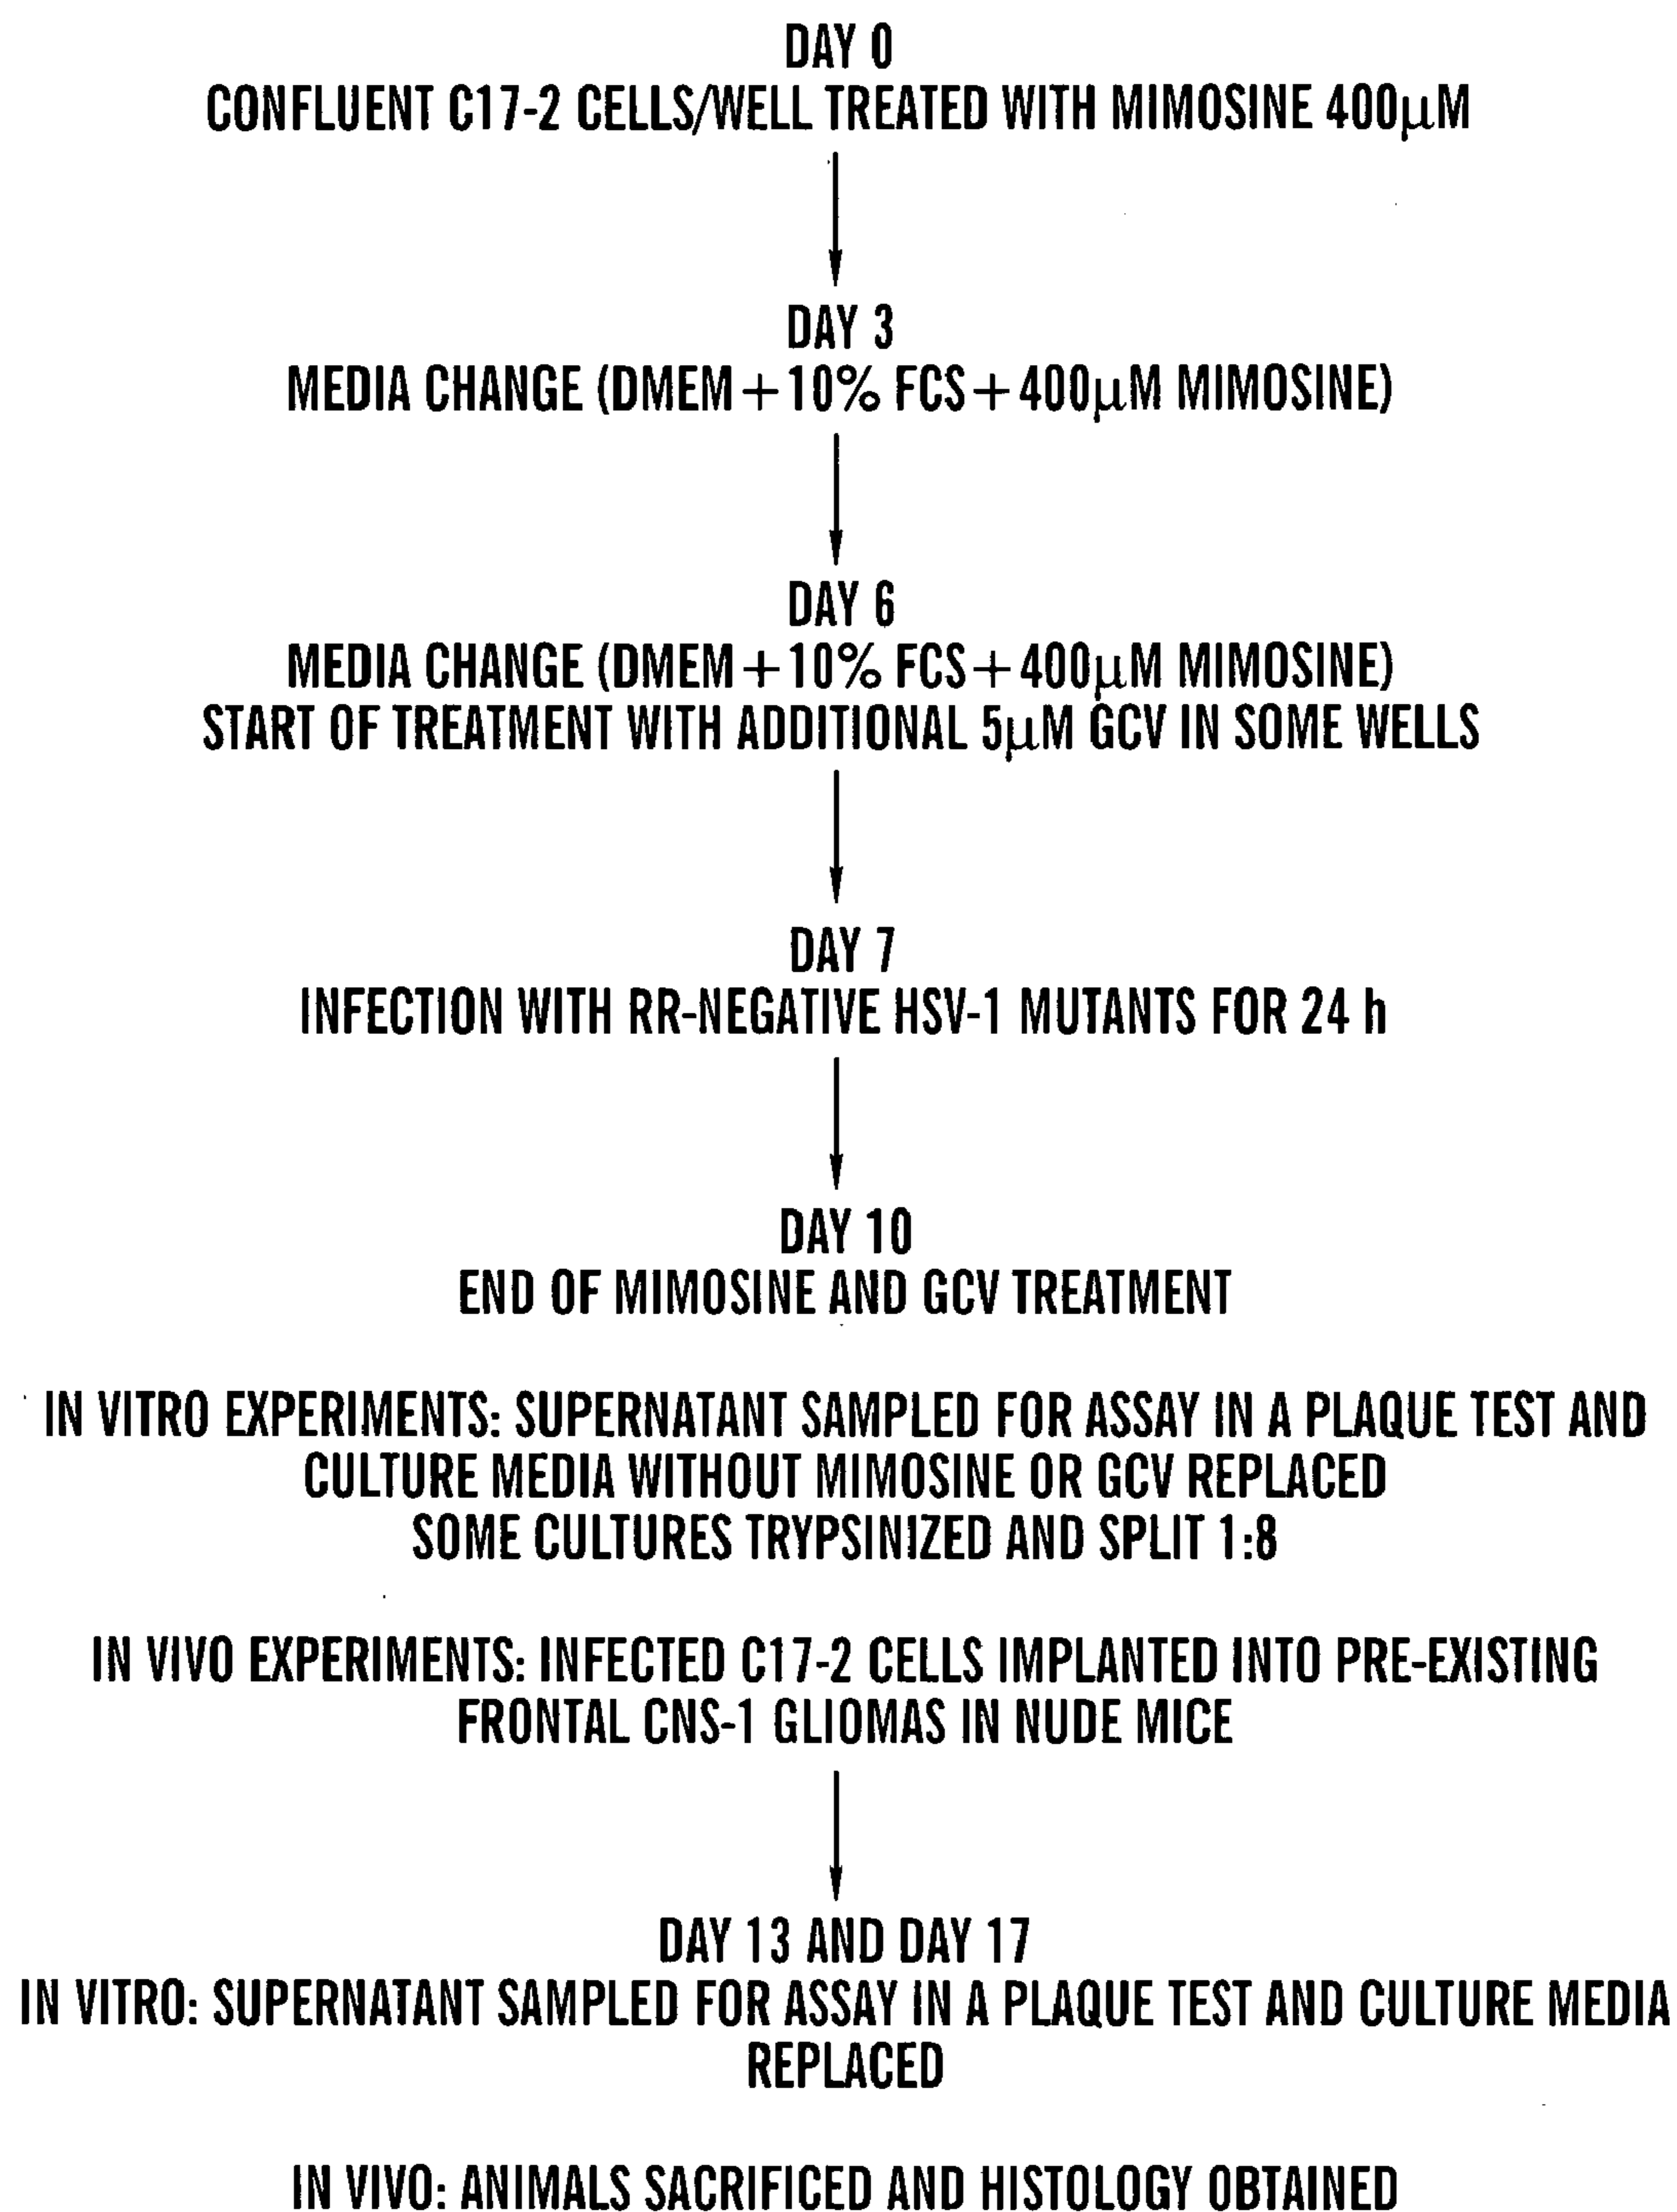 DAY 0
CONFLUENT C17-2 CELLS/WELL TREATED WITH MIMOSINE 400μM
DAY 3
MEDIA CHANGE (DMEM+10% FCS+400μM MIMOSINE)
DAY 6
MEDIA CHANGE (DMEM+10% FCS+400μM MIMOSINE)
START OF TREATMENT WITH ADDITIONAL 5μM GCV IN SOME WELLS
DAY 7
INFECTION WITH RR-NEGATIVE HSV-1 MUTANTS FOR 24 h
DAY 10
END OF MIMOSINE AND GCV TREATMENT
IN VITRO EXPERIMENTS: SUPERNATANT SAMPLED FOR ASSAY IN A PLAQUE TEST AND
CULTURE MEDIA WITHOUT MIMOSINE OR GCV REPLACED
SOME CULTURES TRYPSINIZED AND SPLIT 1:8
IN VIVO EXPERIMENTS: INFECTED C17-2 CELLS IMPLANTED INTO PRE-EXISTING
FRONTAL CNS-1 GLIOMAS IN NUDE MICE
DAY 13 AND DAY 17
IN VITRO: SUPERNATANT SAMPLED FOR ASSAY IN A PLAQUE TEST AND CULTURE MEDIA
REPLACED
IN VIVO: ANIMALS SACRIFICED AND HISTOLOGY OBTAINED